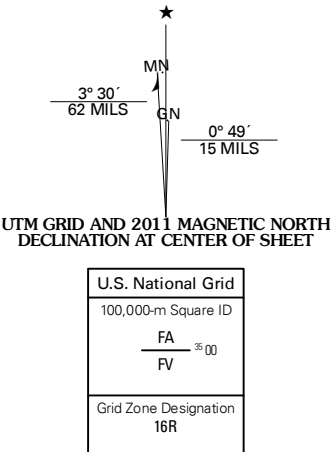 ★
MN
3° 30´
62 MILS
GN
0° 49´
15 MILS
UTM GRID AND 2011 MAGNETIC NORTH
DECLINATION AT CENTER OF SHEET
U.S. National Grid
100,000-m Square ID
FA
35 00
FV
Grid Zone Designation
16R